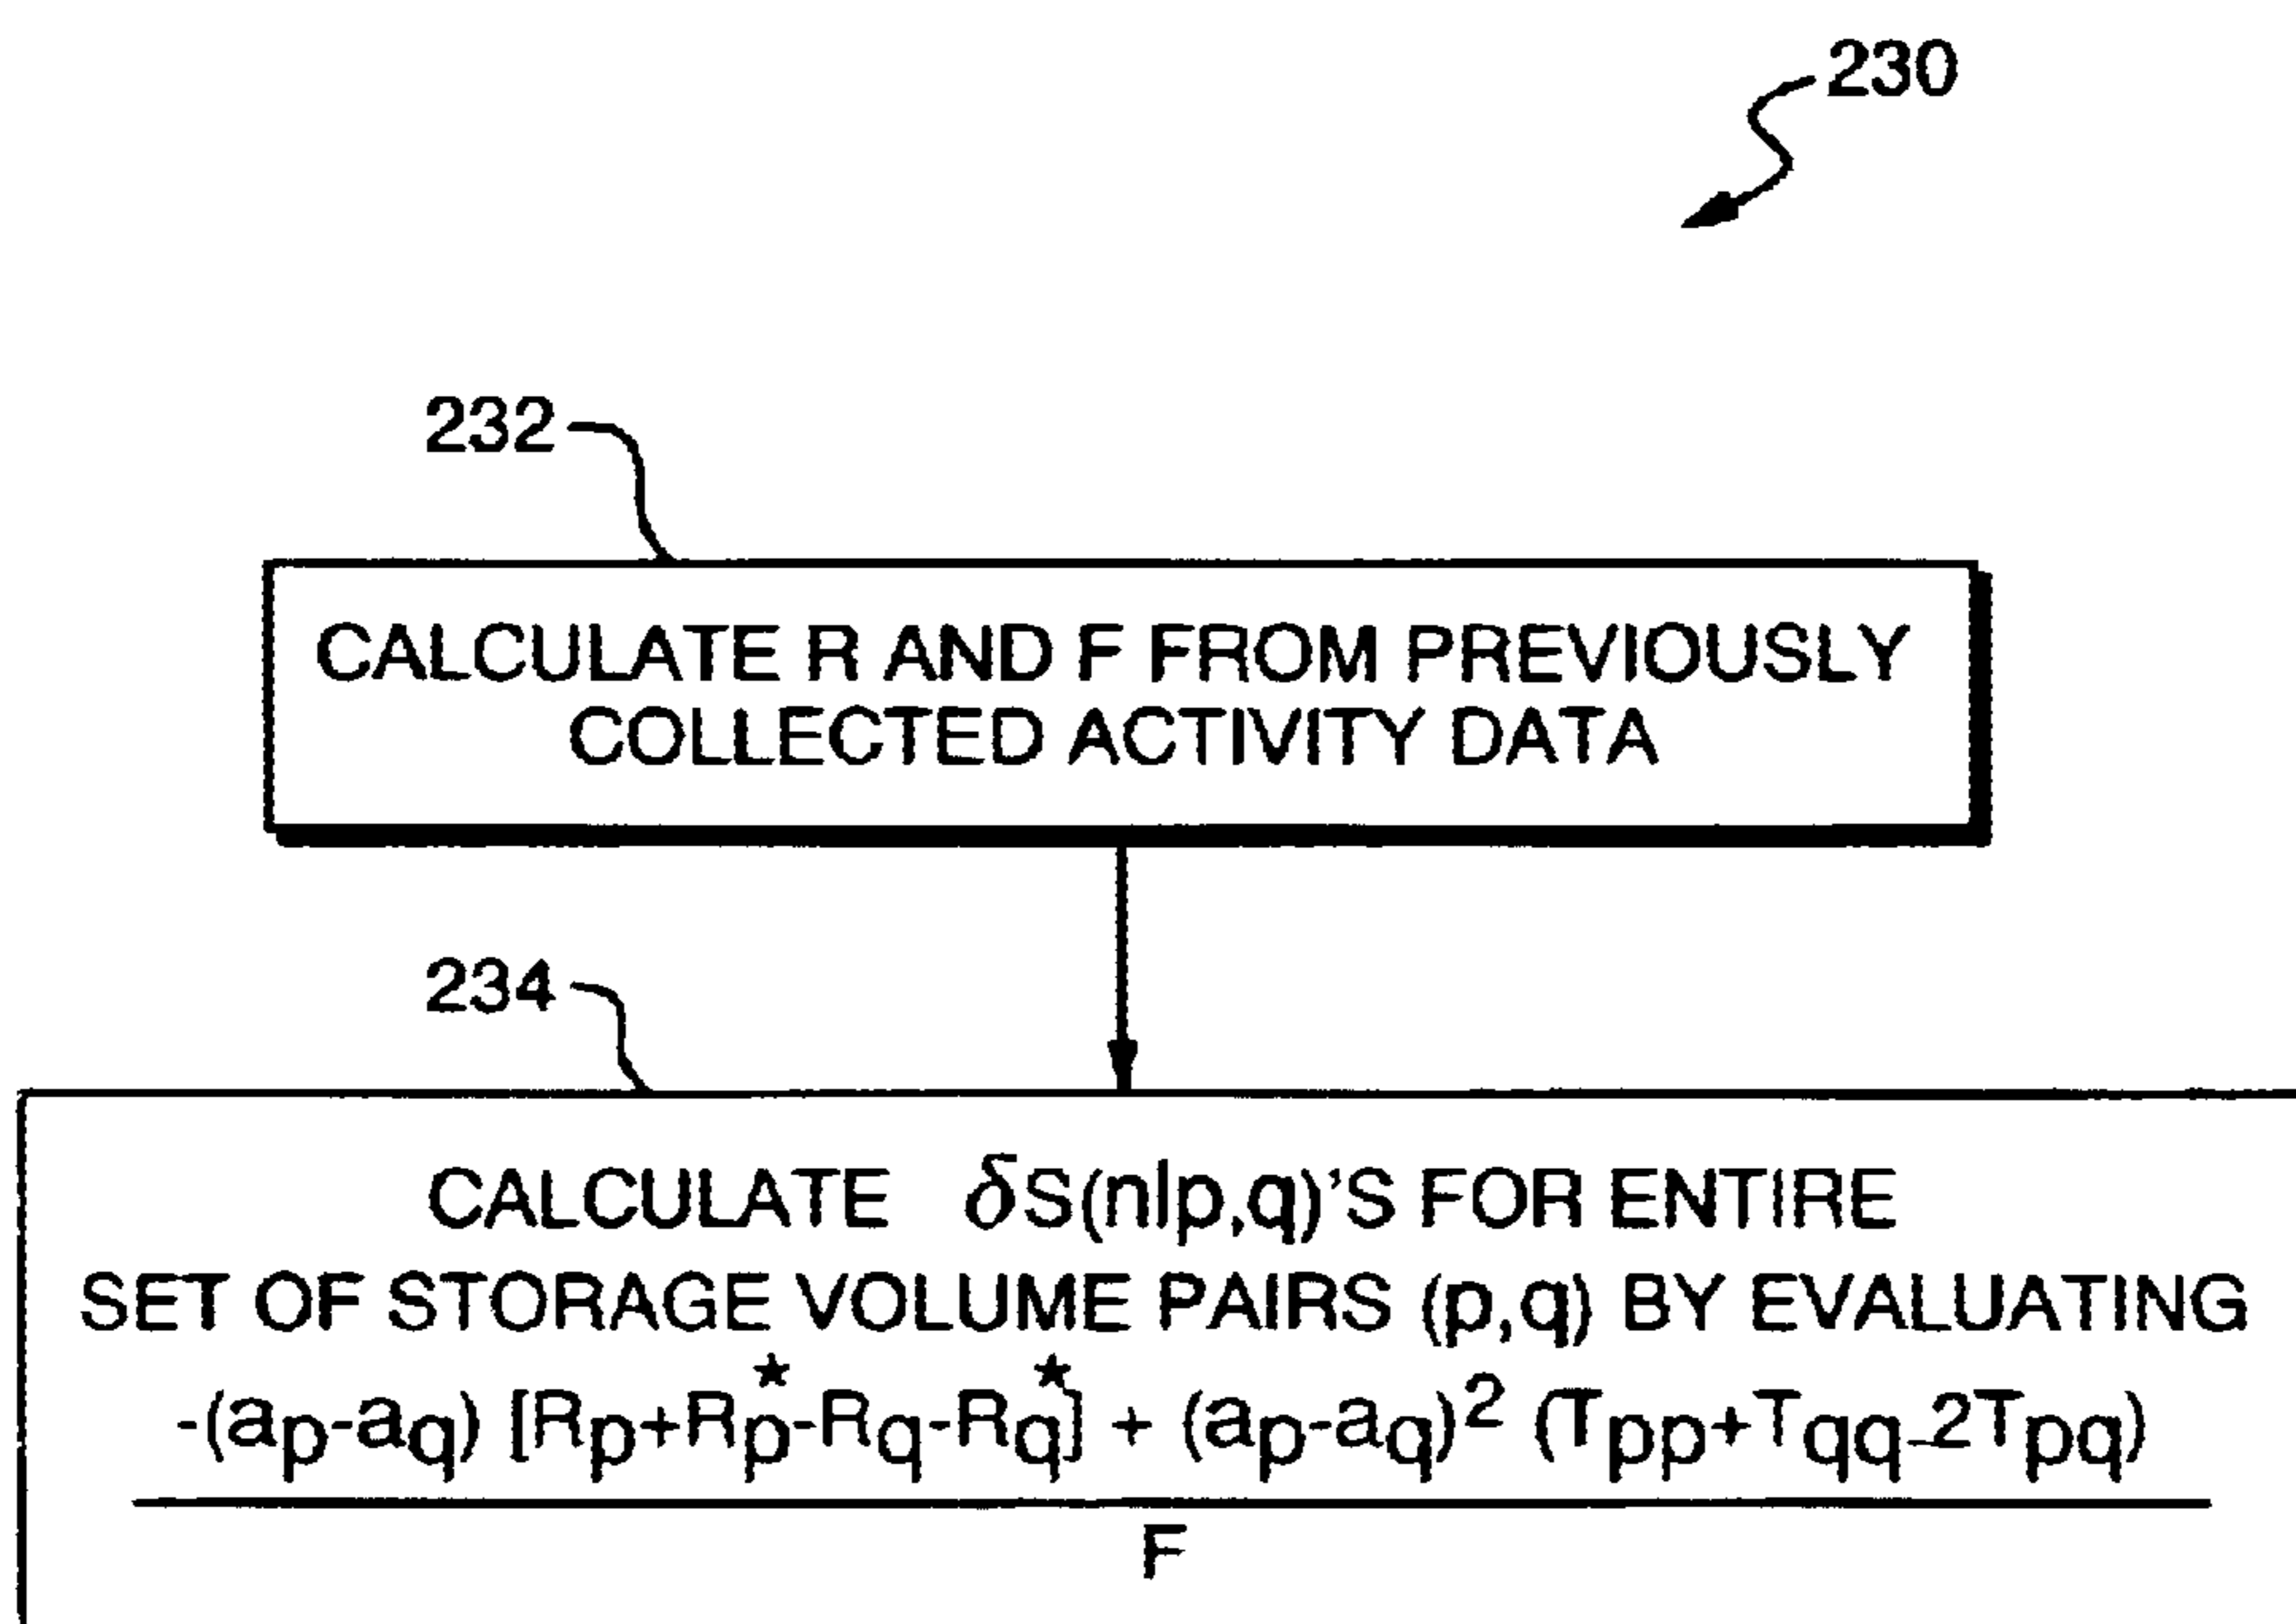 230
232
CALCULATE R AND F FROM PREVIOUSLY
COLLECTED ACTIVITY DATA
234
CALCULATE δS(n|p,q)'S FOR ENTIRE
SET OF STORAGE VOLUME PAIRS (p,q) BY EVALUATING
-(ap-aq) [Rp+Rp*-Rq-Rq*] + (ap-aq)2 (Tpp+Tqq-2Tpq)
F